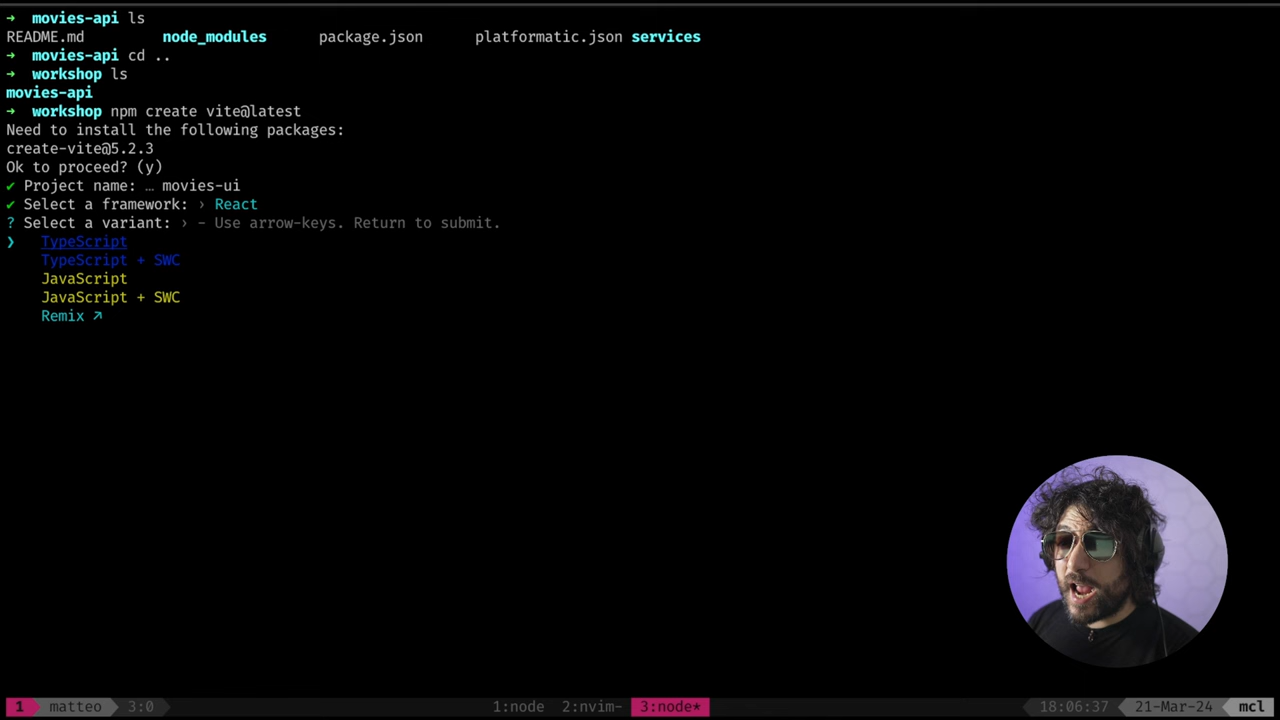 → movies-api ls
README.md node_modules package.json platformatic.json services
→ movies-api cd ..
→ workshop ls
movies-api
→ workshop npm create vite@latest
Need to install the following packages:
create-vite@5.2.3
Ok to proceed? (y)
✔ Project name: … movies-ui
✔ Select a framework: › React
? Select a variant: › - Use arrow-keys. Return to submit.
❯ TypeScript
TypeScript + SWC
JavaScript
JavaScript + SWC
Remix ↗
1 matteo 3:0 1:node 2:nvim- 3:node* 18:06:37 21-Mar-24 mcl